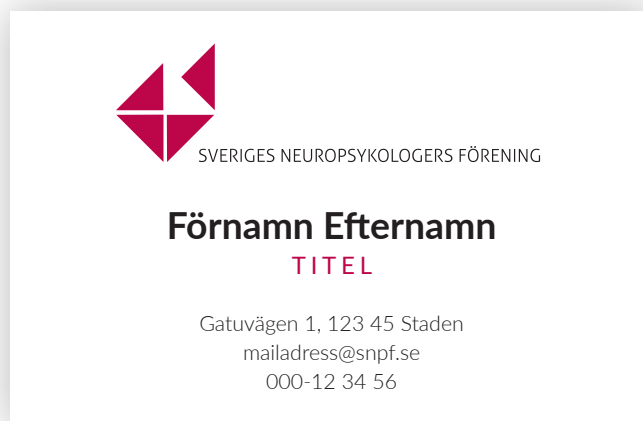 SVERIGES NEUROPSYKOLOGERS FÖRENING
Förnamn Efternamn
TITEL
Gatuvägen 1, 123 45 Staden
mailadress@snpf.se
000-12 34 56